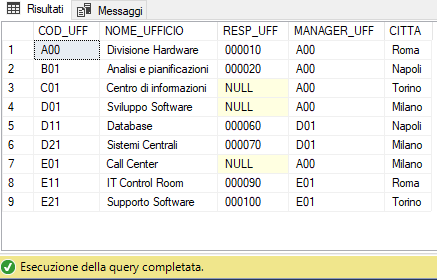 Risultati Messaggi
COD_UFF NOME_UFFICIO RESP_UFF MANAGER_UFF CITTA
1 A00 Divisione Hardware 000010 A00 Roma
2 B01 Analisi e pianificazioni 000020 A00 Napoli
3 C01 Centro di informazioni NULL A00 Torino
4 D01 Sviluppo Software NULL A00 Milano
5 D11 Database 000060 D01 Napoli
6 D21 Sistemi Centrali 000070 D01 Milano
7 E01 Call Center NULL A00 Milano
8 E11 IT Control Room 000090 E01 Roma
9 E21 Supporto Software 000100 E01 Torino
Esecuzione della query completata.